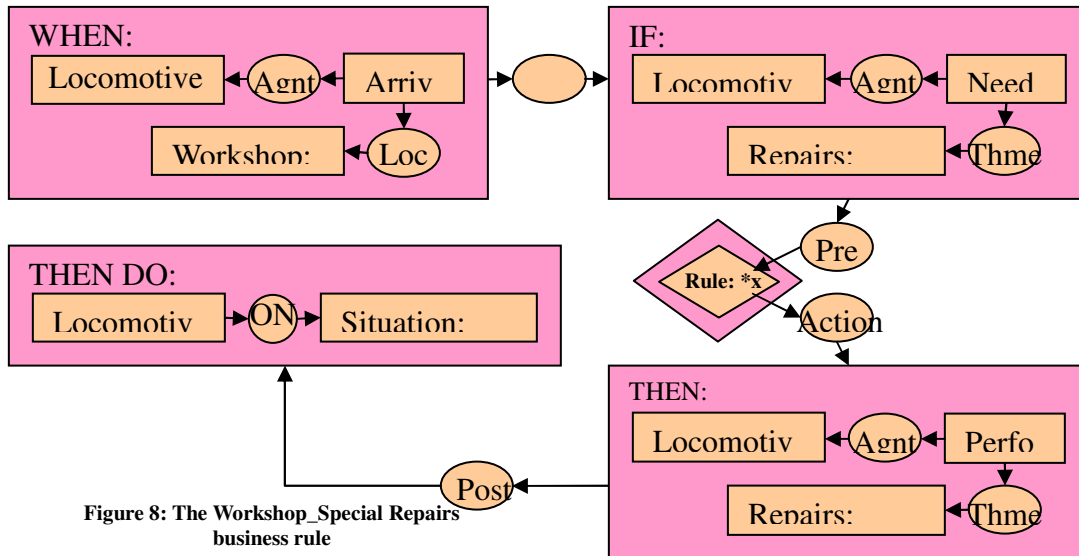 WHEN:
Locomotive
Agnt
Arriv
Workshop:
Loc
IF:
Locomotiv
Agnt
Need
Repairs:
Thme
Pre
Rule: *x
Action
THEN:
Locomotiv
Agnt
Perfo
Repairs:
Thme
Post
THEN DO:
Locomotiv
ON
Situation:
Figure 8: The Workshop_Special Repairs
business rule